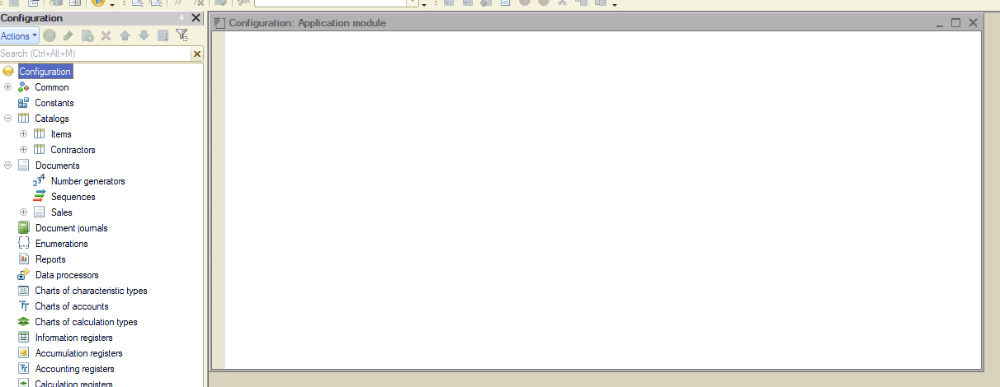 Configuration
Configuration: Application module
Actions
Search (Ctrl+Alt+M)
Configuration
Common
Constants
Catalogs
Items
Contractors
Documents
Number generators
Sequences
Sales
Document journals
Enumerations
Reports
Data processors
Charts of characteristic types
Charts of accounts
Charts of calculation types
Information registers
Accumulation registers
Accounting registers
Calculation registers